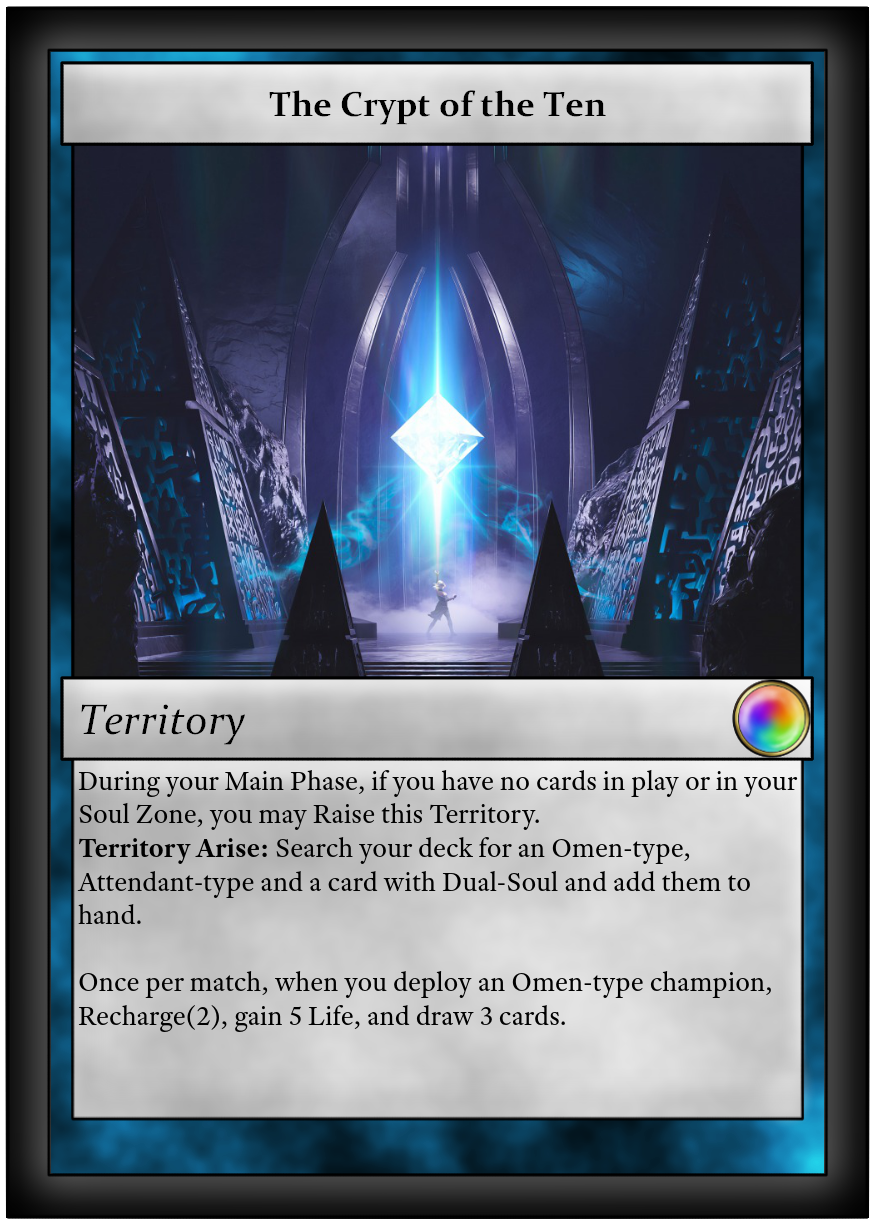 The Crypt of the Ten
Territory
During your Main Phase, if you have no cards in play or in your
Soul Zone, you may Raise this Territory.
Territory Arise: Search your deck for an Omen-type,
Attendant-type and a card with Dual-Soul and add them to
hand.
Once per match, when you deploy an Omen-type champion,
Recharge(2), gain 5 Life, and draw 3 cards.